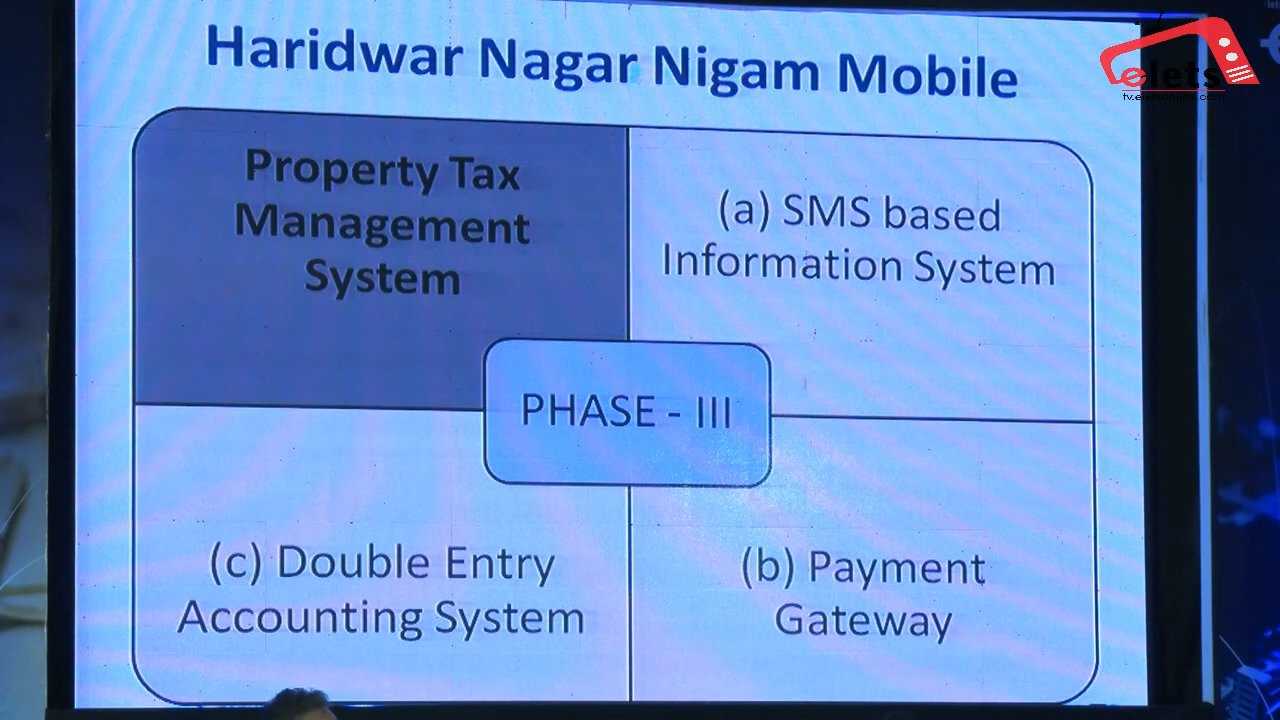 Haridwar Nagar Nigam Mobile
elets
Property Tax
Management
System
(a) SMS based
Information System
PHASE - III
(c) Double Entry
Accounting System
(b) Payment
Gateway